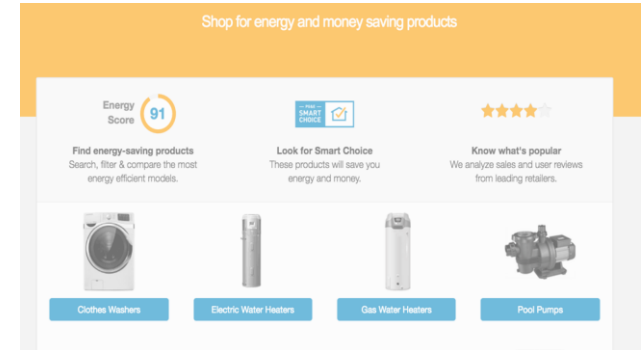 Shop for energy and money saving products
Energy
Score
91
SMART
CHOICE
Find energy-saving products
Search, filter & compare the most
energy efficient models.
Look for Smart Choice
These products will save you
energy and money.
Know what's popular
We analyze sales and user reviews
from leading retailers.
Clothes Washers
Electric Water Heaters
Gas Water Heaters
Pool Pumps